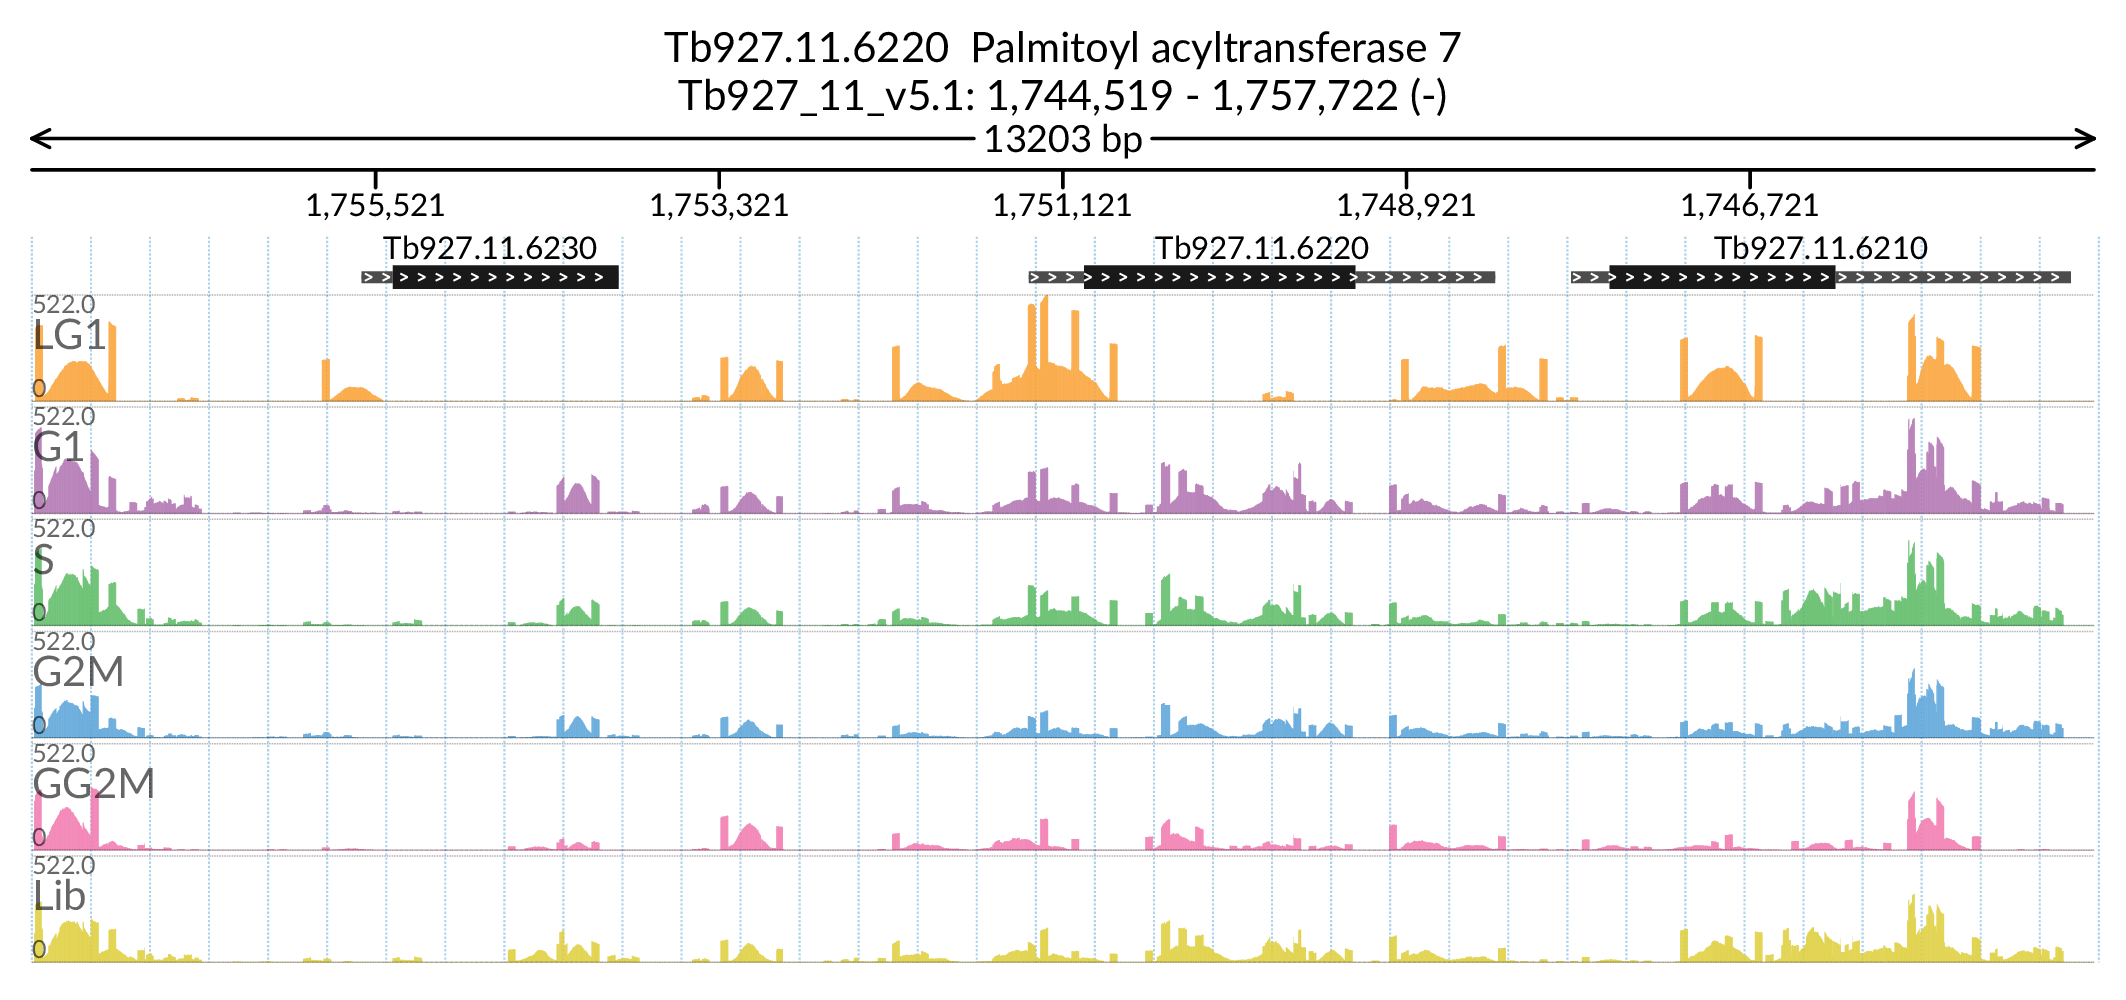 Tb927.11.6220  Palmitoyl acyltransferase 7
Tb927_11_v5.1: 1,744,519 - 1,757,722 (-)
13203 bp
1,755,521 1,753,321 1,751,121 1,748,921 1,746,721
Tb927.11.6230 Tb927.11.6220 Tb927.11.6210
522.0
LG1
0
522.0
G1
0
522.0
S
0
522.0
G2M
0
522.0
GG2M
0
522.0
Lib
0